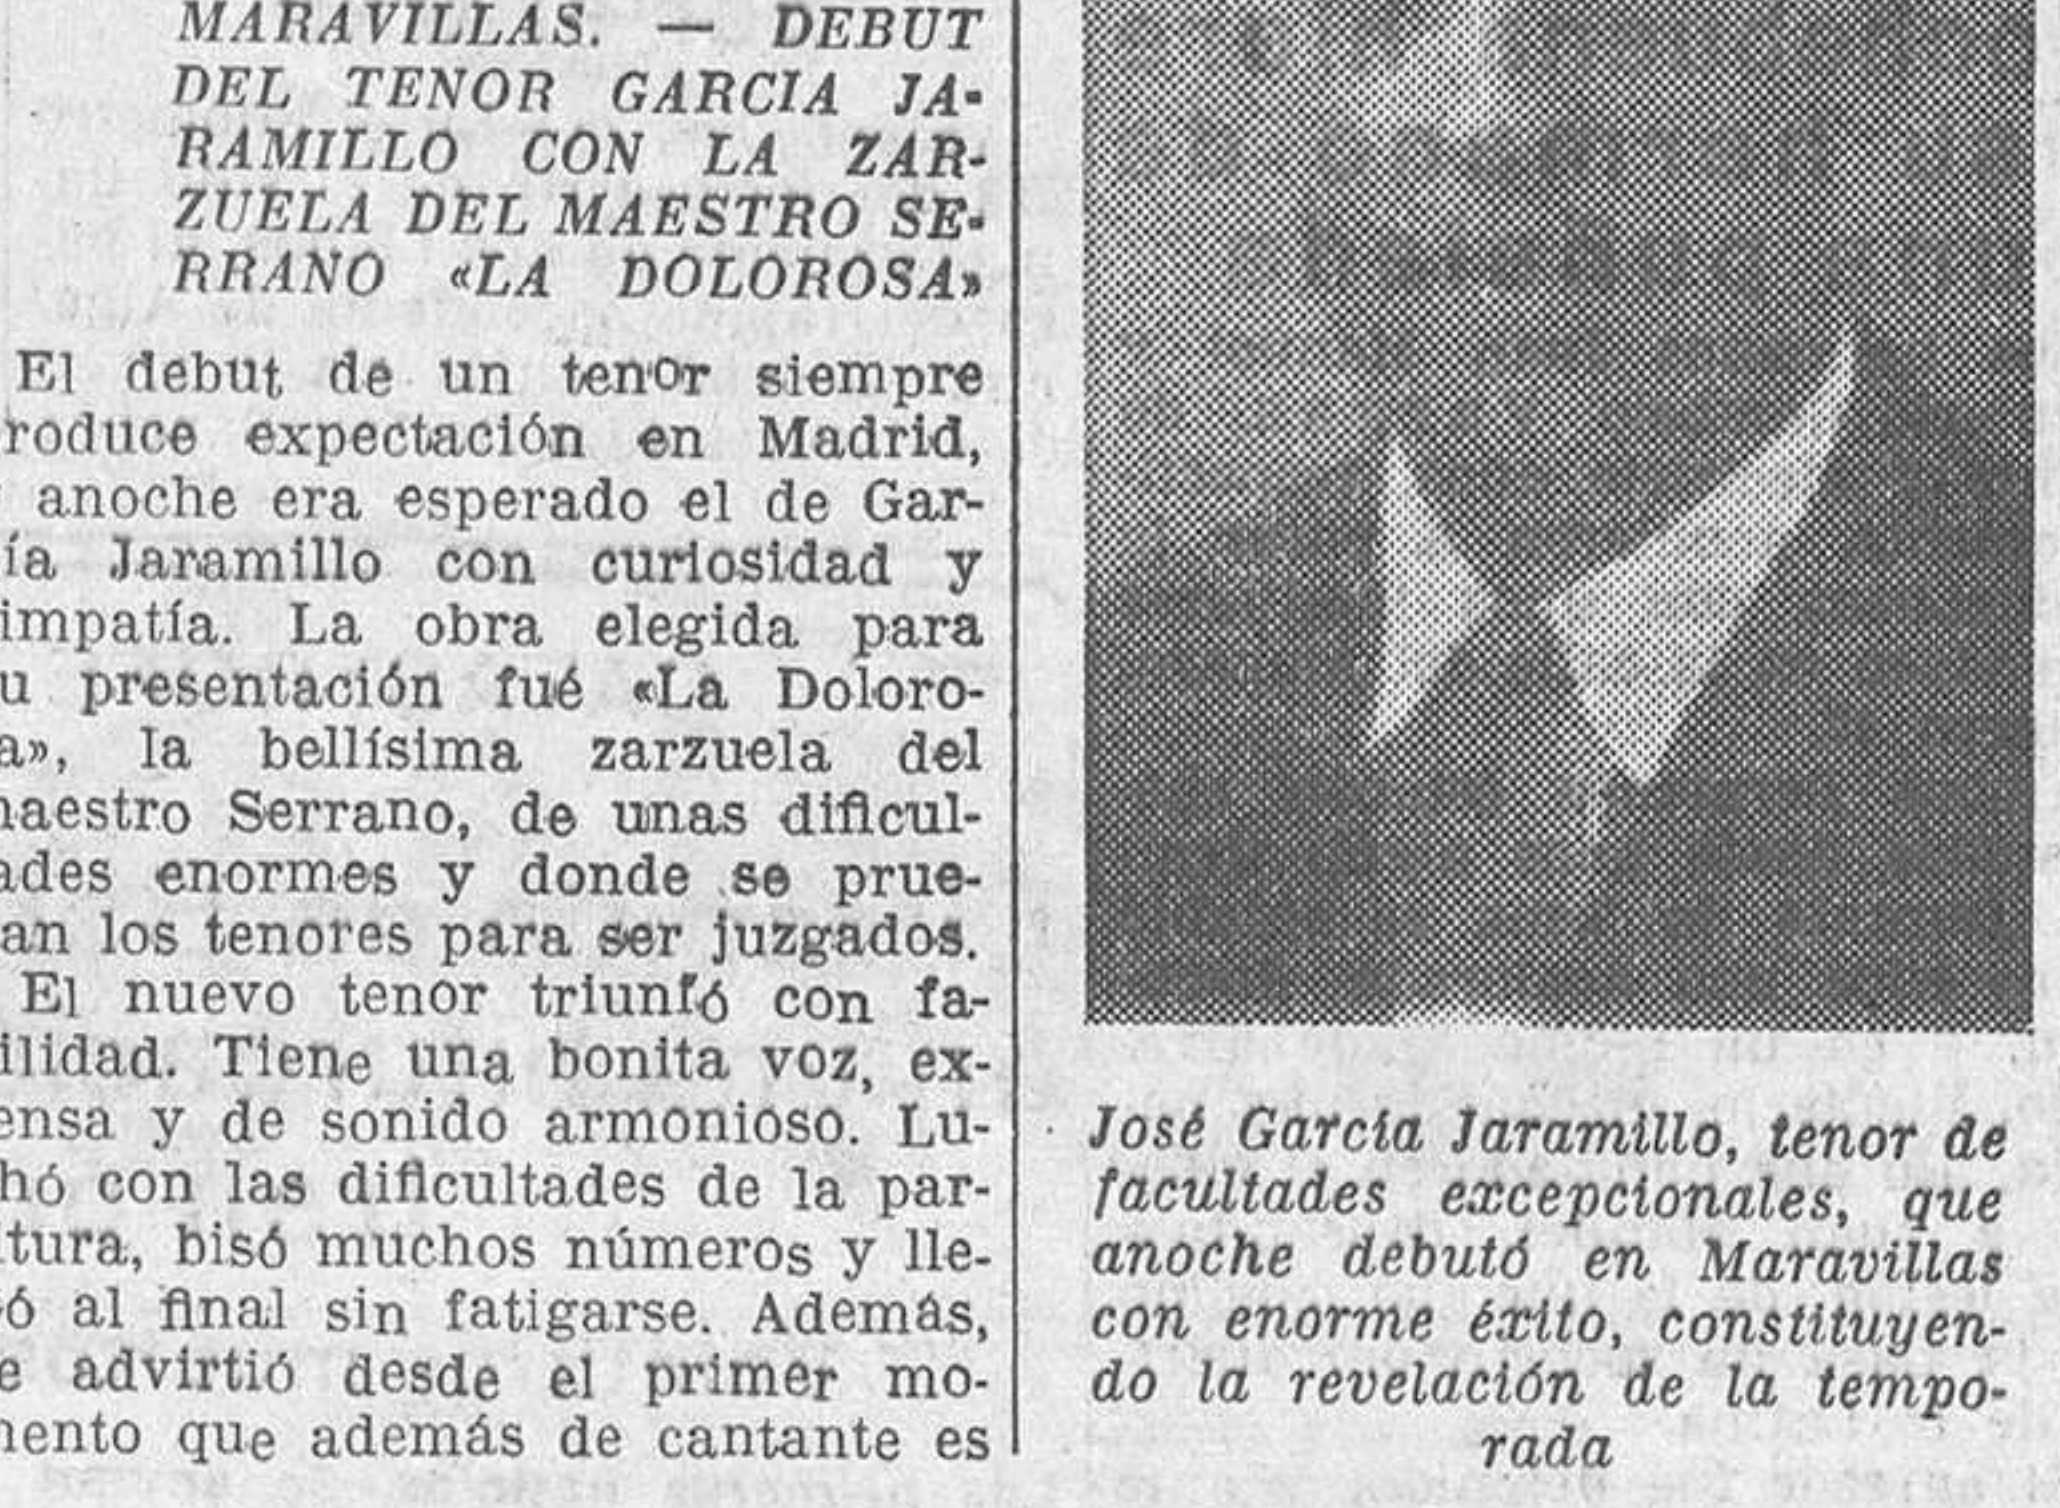 MARAVILLAS. — DEBUT
DEL TENOR GARCIA JA-
RAMILLO CON LA ZAR-
ZUELA DEL MAESTRO SE-
RRANO «LA DOLOROSA»
El debut de un tenor siempre
roduce expectación en Madrid,
anoche era esperado el de Gar-
ía Jaramillo con curiosidad y
impatía. La obra elegida para
u presentación fué «La Doloro-
a», la bellísima zarzuela del
naestro Serrano, de unas dificul-
ades enormes y donde se prue-
an los tenores para ser juzgados.
El nuevo tenor triunfó con fa-
ilidad. Tiene una bonita voz, ex-
ensa y de sonido armonioso. Lu-
hó con las dificultades de la par-
itura, bisó muchos números y lle-
ó al final sin fatigarse. Además,
e advirtió desde el primer mo-
nento que además de cantante es
José García Jaramillo, tenor de
facultades excepcionales, que
anoche debutó en Maravillas
con enorme éxito, constituyen-
do la revelación de la tempo-
rada